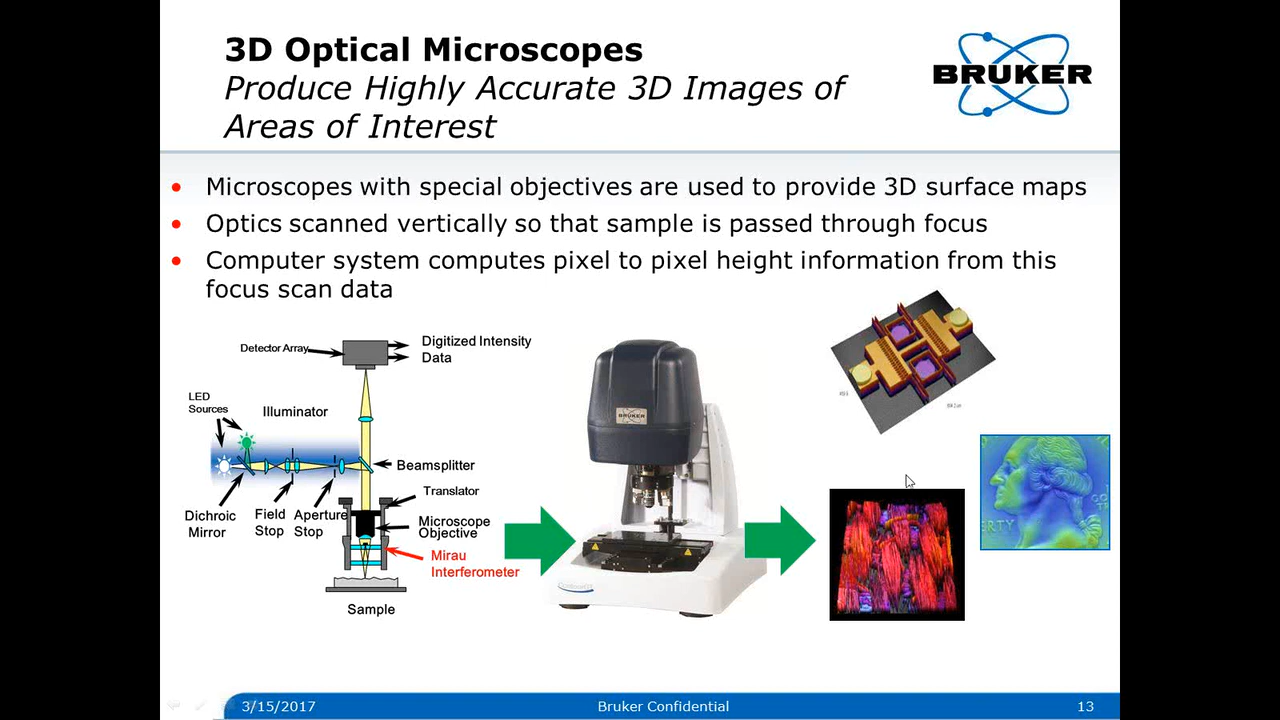 3D Optical Microscopes
Produce Highly Accurate 3D Images of
Areas of Interest
BRUKER
• Microscopes with special objectives are used to provide 3D surface maps
• Optics scanned vertically so that sample is passed through focus
• Computer system computes pixel to pixel height information from this
focus scan data
Detector Array
Digitized Intensity
Data
LED
Sources
Illuminator
Beamsplitter
Translator
Dichroic
Mirror
Field
Stop
Aperture
Stop
Microscope
Objective
Mirau
Interferometer
Sample
BRUKER
ERTY
3/15/2017
Bruker Confidential
13